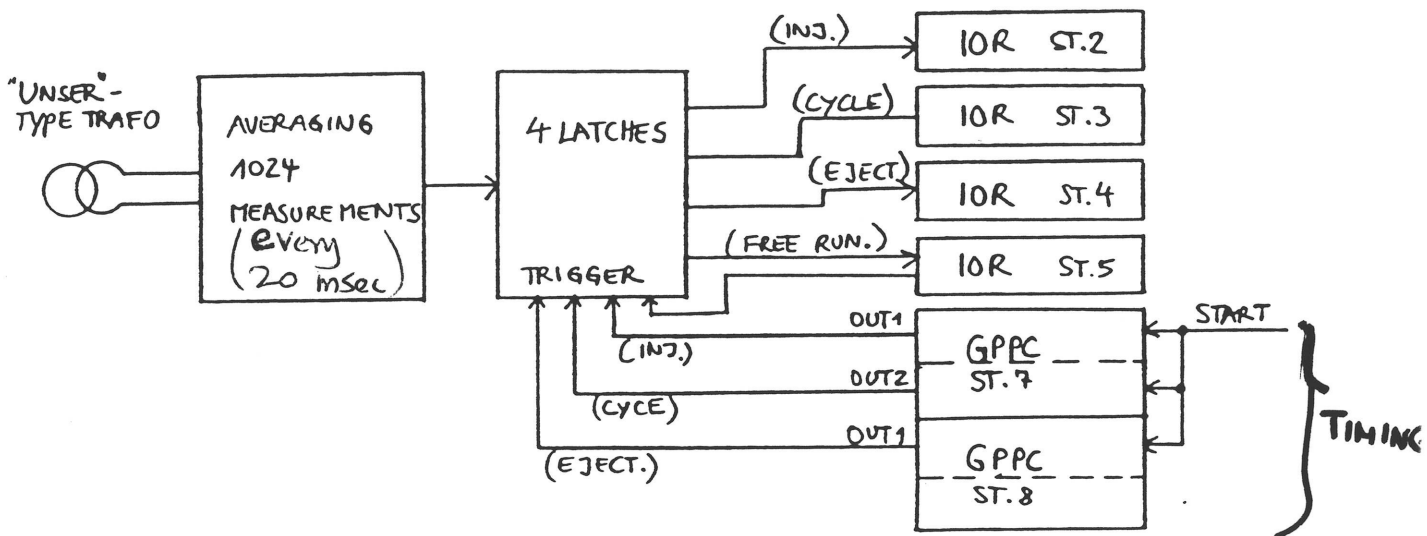 "UNSER"-
TYPE TRAFO
AVERAGING
1024
MEASUREMENTS
(every
20 msec)
4 LATCHES
TRIGGER
(INJ.)
(CYCLE)
(EJECT.)
(FREE RUN.)
IOR ST.2
IOR ST.3
IOR ST.4
IOR ST.5
OUT1
(INJ.)
OUT2
(CYCE)
OUT1
(EJECT.)
GPPC
ST.7
GPPC
ST.8
START
TIMING